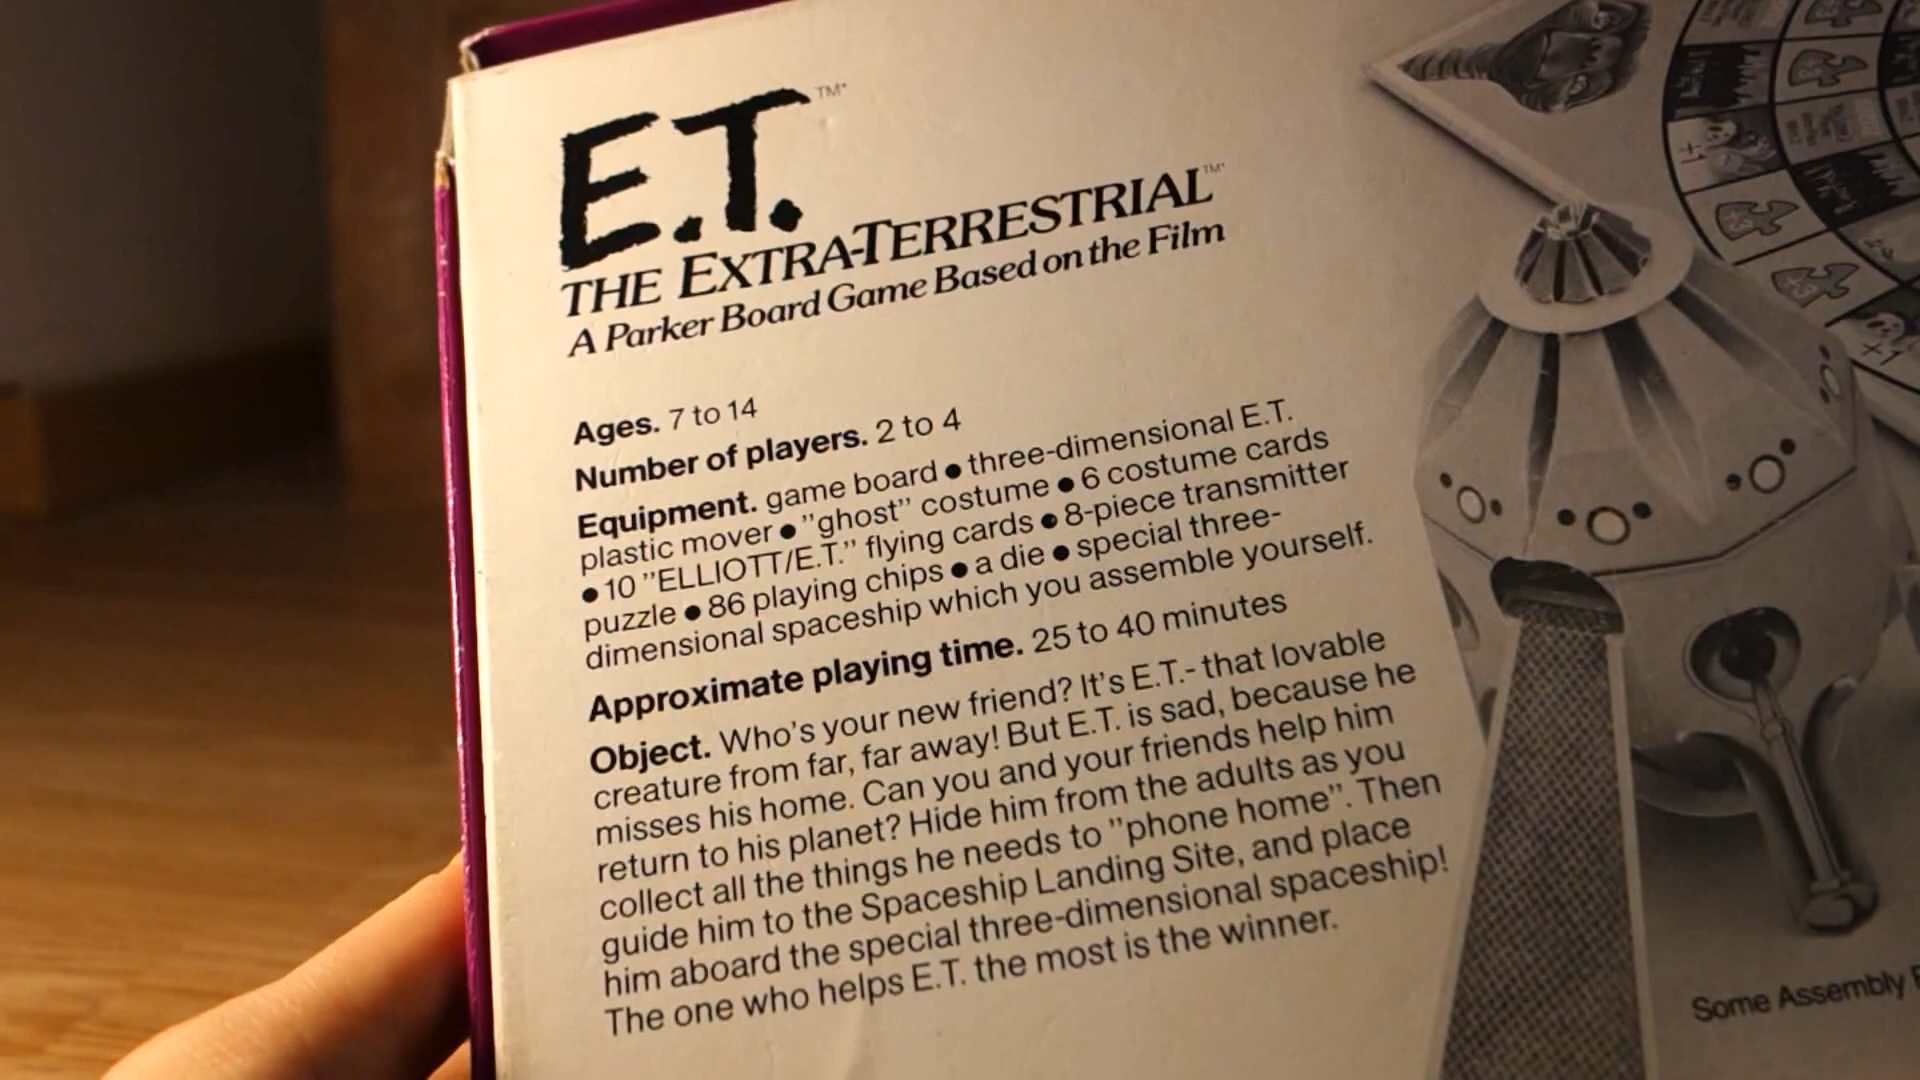 E.T.™*
THE EXTRA-TERRESTRIAL™*
A Parker Board Game Based on the Film
Ages. 7 to 14
Number of players. 2 to 4
Equipment. game board ● three-dimensional E.T.
plastic mover ● "ghost" costume ● 6 costume cards
● 10 "ELLIOTT/E.T." flying cards ● 8-piece transmitter
puzzle ● 86 playing chips ● a die ● special three-
dimensional spaceship which you assemble yourself.
Approximate playing time. 25 to 40 minutes
Object. Who's your new friend? It's E.T.- that lovable
creature from far, far away! But E.T. is sad, because he
misses his home. Can you and your friends help him
return to his planet? Hide him from the adults as you
collect all the things he needs to "phone home". Then
guide him to the Spaceship Landing Site, and place
him aboard the special three-dimensional spaceship!
The one who helps E.T. the most is the winner.
+1
+1
Some Assembly